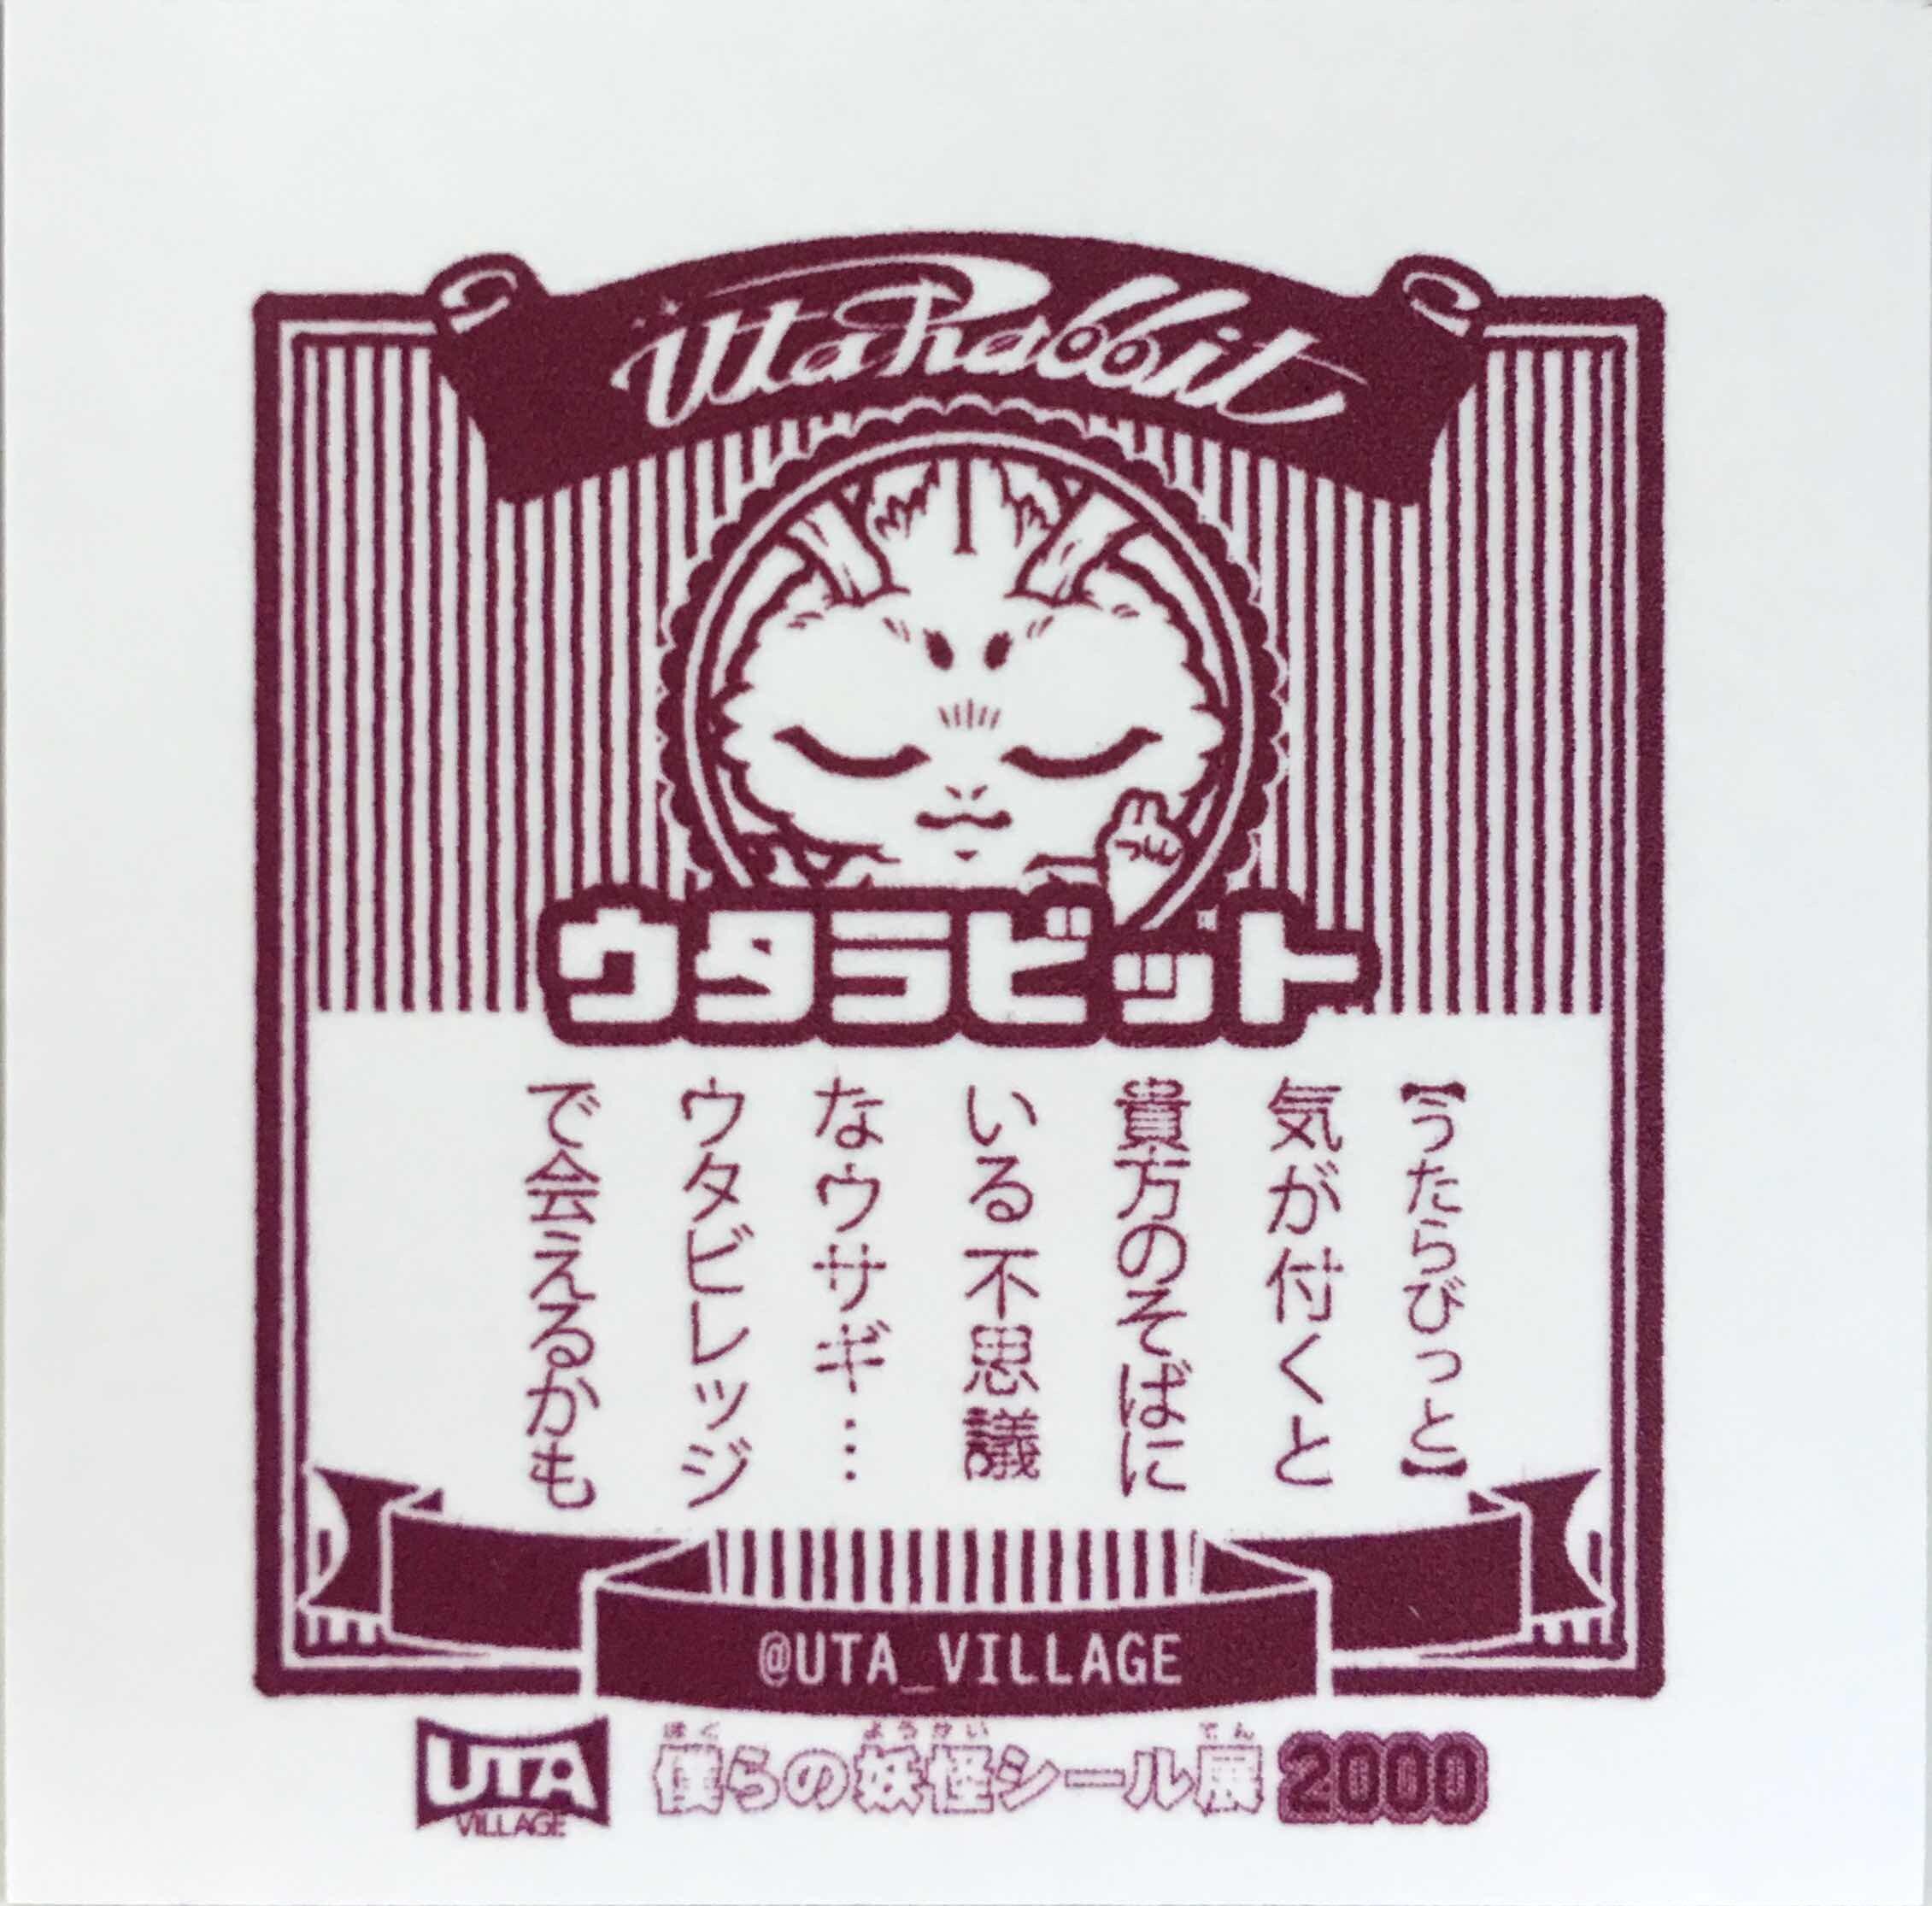 Uta Rabbit
ウタラビット
【うたらびっと】
気が付くと
貴方のそばに
いる不思議
なウサギ…
ウタビレッジ
で会えるかも
@UTA_VILLAGE
UTA
VILLAGE
ぼく ようかい てん
僕らの妖怪シール展2000